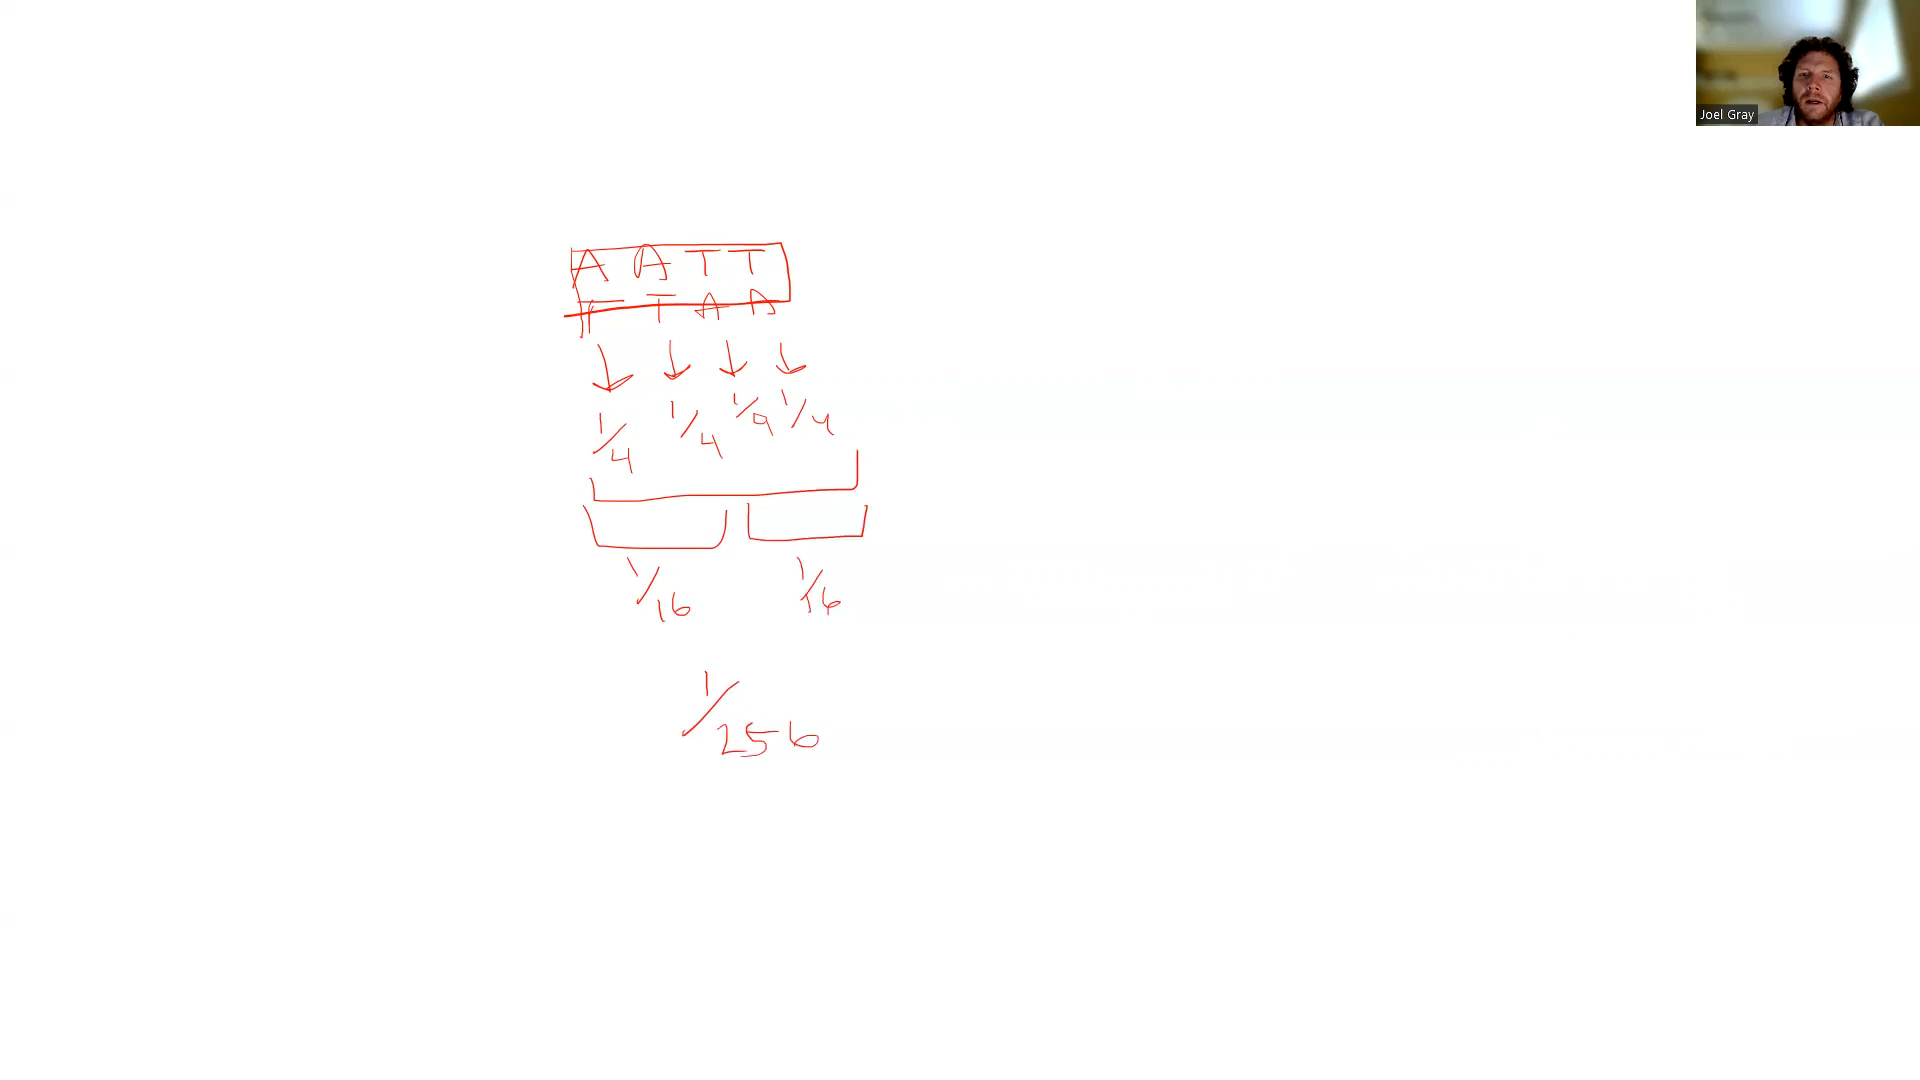 Joel Gray
A A T T
T T A A
1/4 1/4 1/4 1/4
1/16 1/16
1/256